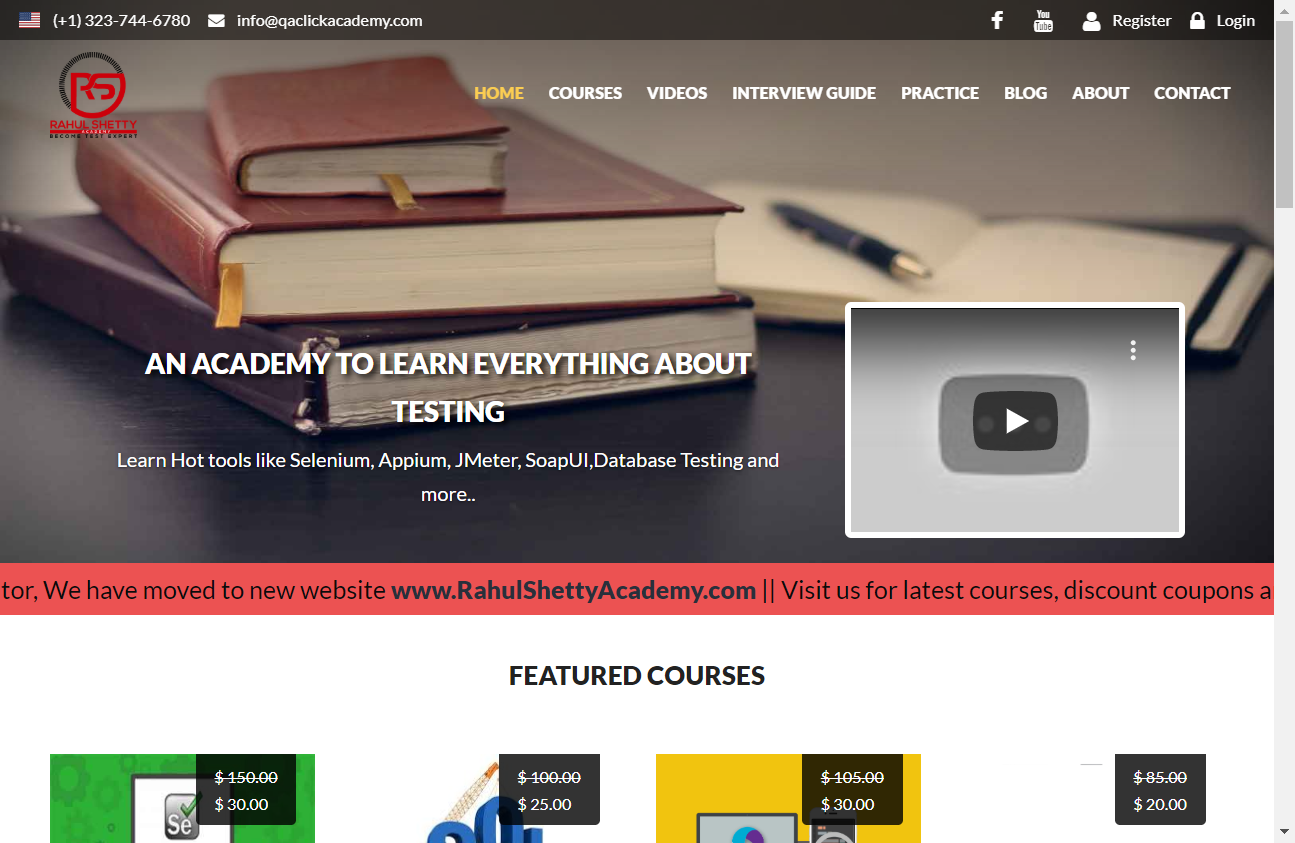 (+1) 323-744-6780 info@qaclickacademy.com You Tube Register Login
RS
RAHUL SHETTY
ACADEMY
BECOME TEST EXPERT
HOME COURSES VIDEOS INTERVIEW GUIDE PRACTICE BLOG ABOUT CONTACT
AN ACADEMY TO LEARN EVERYTHING ABOUT
TESTING
Learn Hot tools like Selenium, Appium, JMeter, SoapUI,Database Testing and
more..
tor, We have moved to new website www.RahulShettyAcademy.com || Visit us for latest courses, discount coupons a
FEATURED COURSES
$ 150.00 $ 100.00 $ 105.00 $ 85.00
$ 30.00 $ 25.00 $ 30.00 $ 20.00
Se